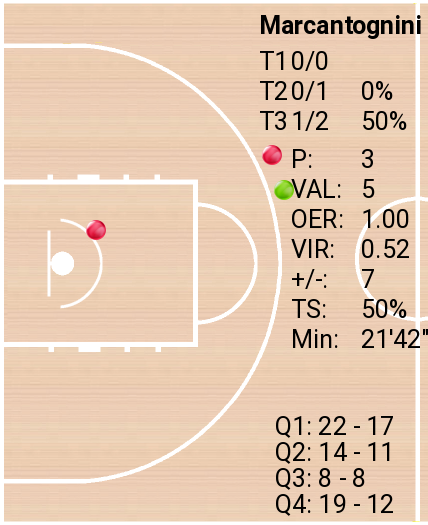 Marcantognini
T1 0/0
T2 0/1 0%
T3 1/2 50%
P: 3
VAL: 5
OER: 1.00
VIR: 0.52
+/-: 7
TS: 50%
Min: 21'42"
Q1: 22 - 17
Q2: 14 - 11
Q3: 8 - 8
Q4: 19 - 12